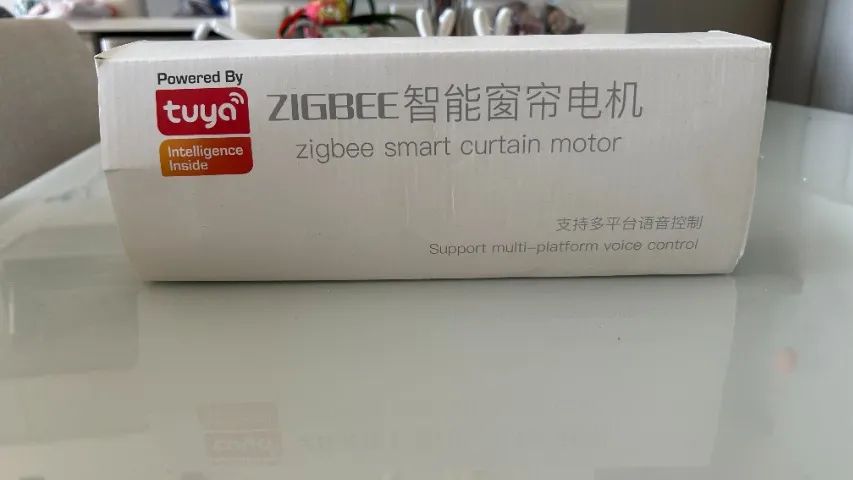 Powered By
tuya
Intelligence
Inside
ZIGBEE智能窗帘电机
zigbee smart curtain motor
支持多平台语音控制
Support multi-platform voice control